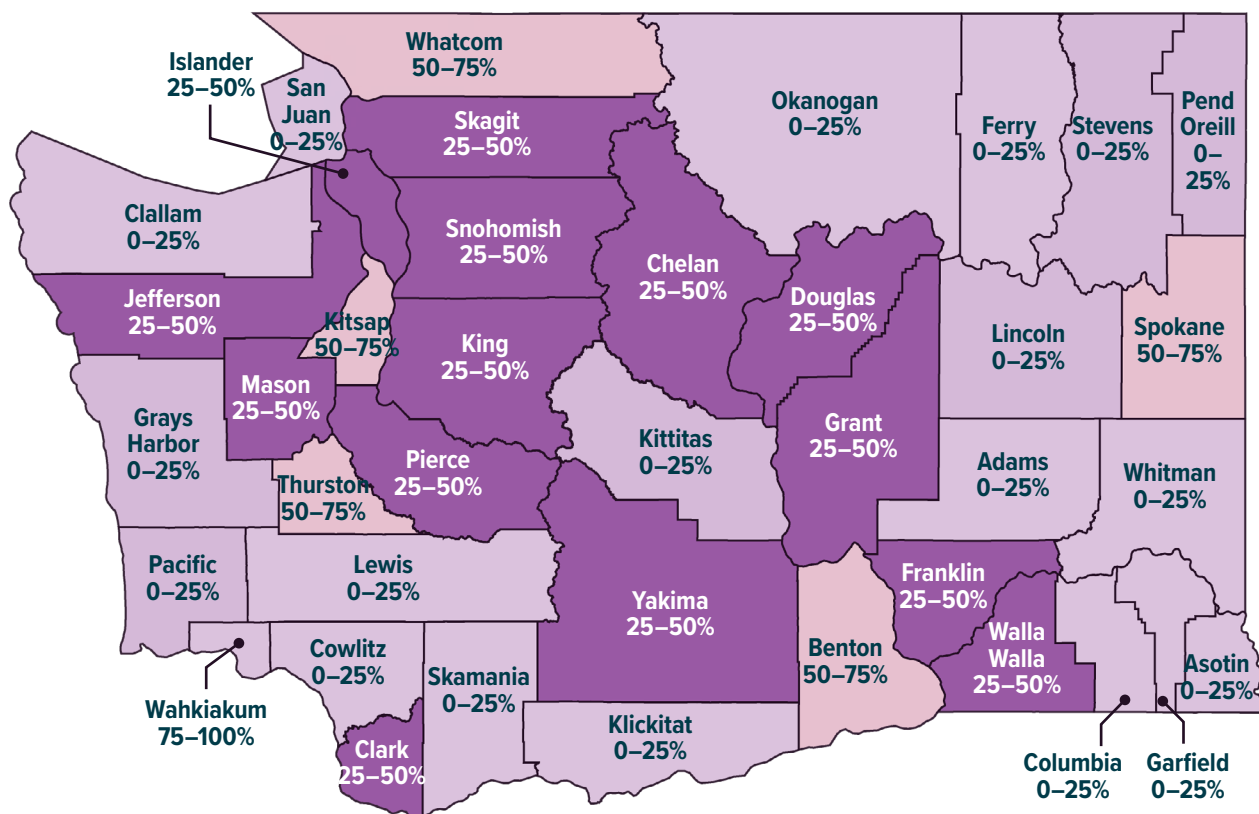 Whatcom
50–75%
Islander
25–50%
San
Juan
0–25%
Skagit
25–50%
Okanogan
0–25%
Ferry
0–25%
Stevens
0–25%
Pend
Oreill
0–
25%
Clallam
0–25%
Snohomish
25–50%
Chelan
25–50%
Jefferson
25–50%
Douglas
25–50%
Kitsap
50–75%
King
25–50%
Lincoln
0–25%
Spokane
50–75%
Mason
25–50%
Grays
Harbor
0–25%
Kittitas
0–25%
Grant
25–50%
Pierce
25–50%
Adams
0–25%
Whitman
0–25%
Thurston
50–75%
Pacific
0–25%
Lewis
0–25%
Yakima
25–50%
Franklin
25–50%
Walla
Walla
25–50%
Cowlitz
0–25%
Skamania
0–25%
Benton
50–75%
Asotin
0–25%
Wahkiakum
75–100%
Klickitat
0–25%
Clark
25–50%
Columbia
0–25%
Garfield
0–25%